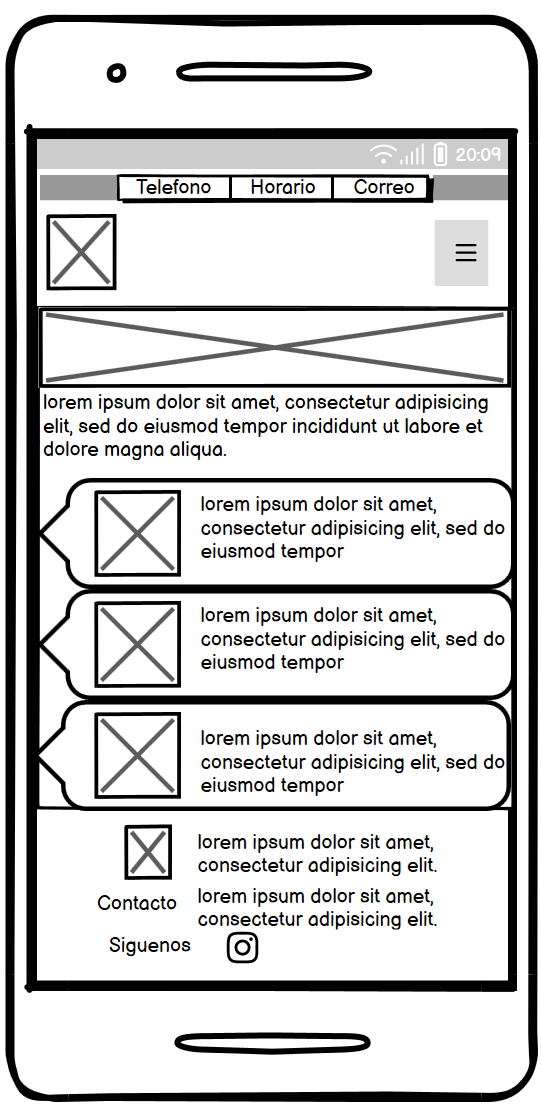 20:09
Telefono Horario Correo
lorem ipsum dolor sit amet, consectetur adipisicing
elit, sed do eiusmod tempor incididunt ut labore et
dolore magna aliqua.
lorem ipsum dolor sit amet,
consectetur adipisicing elit, sed do
eiusmod tempor
lorem ipsum dolor sit amet,
consectetur adipisicing elit, sed do
eiusmod tempor
lorem ipsum dolor sit amet,
consectetur adipisicing elit, sed do
eiusmod tempor
lorem ipsum dolor sit amet,
consectetur adipisicing elit.
Contacto
lorem ipsum dolor sit amet,
consectetur adipisicing elit.
Siguenos